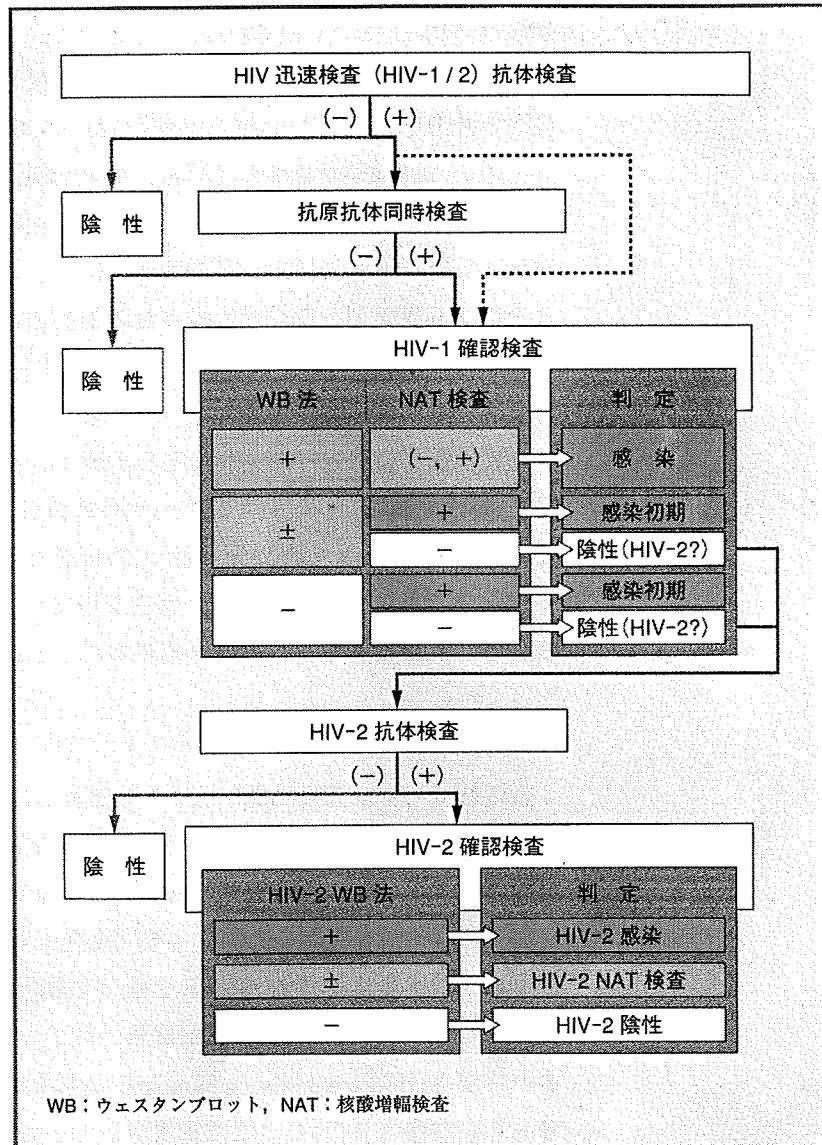 HIV 迅速検査（HIV-1 / 2）抗体検査
(−) (+)
陰 性
抗原抗体同時検査
(−) (+)
陰 性
HIV-1 確認検査
WB 法 NAT 検査 判 定
+ (−, +) 感 染
± + 感染初期
− 陰性(HIV-2?)
− + 感染初期
− 陰性(HIV-2?)
HIV-2 抗体検査
(−) (+)
陰 性
HIV-2 確認検査
HIV-2 WB 法 判 定
+ HIV-2 感染
± HIV-2 NAT 検査
− HIV-2 陰性
WB：ウェスタンブロット，NAT：核酸増幅検査